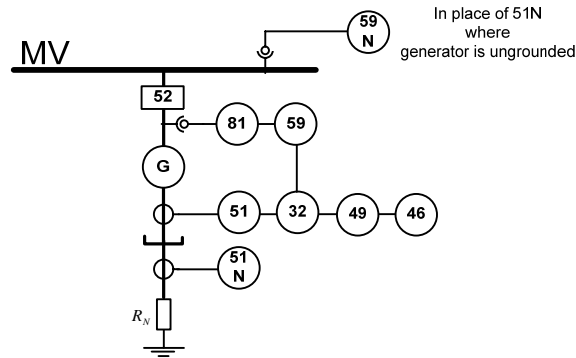 59
N
In place of 51N
where
generator is ungrounded
MV
52
81
59
G
51
32
49
46
51
N
R_N